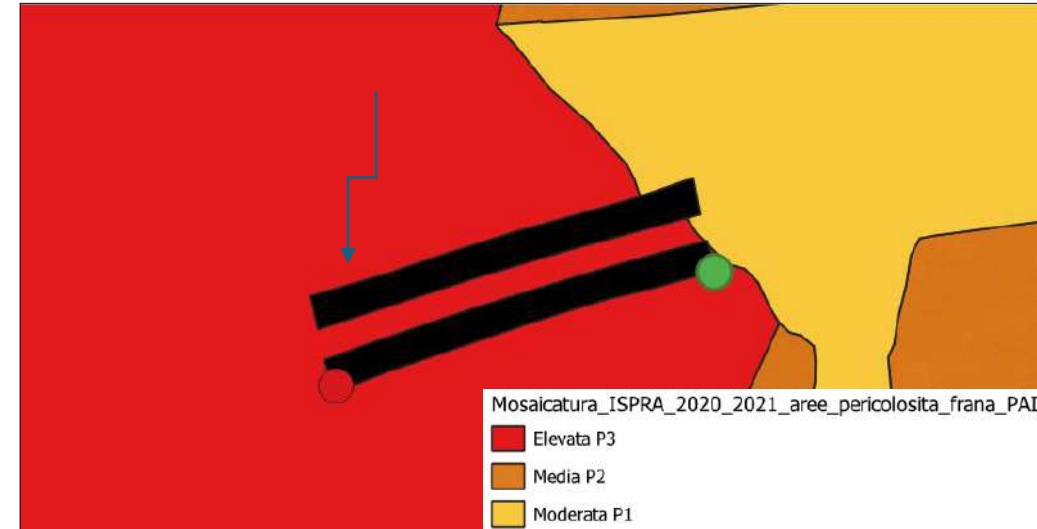 Mosaicatura_ISPRA_2020_2021_aree_pericolosita_frana_PAI
Elevata P3
Media P2
Moderata P1